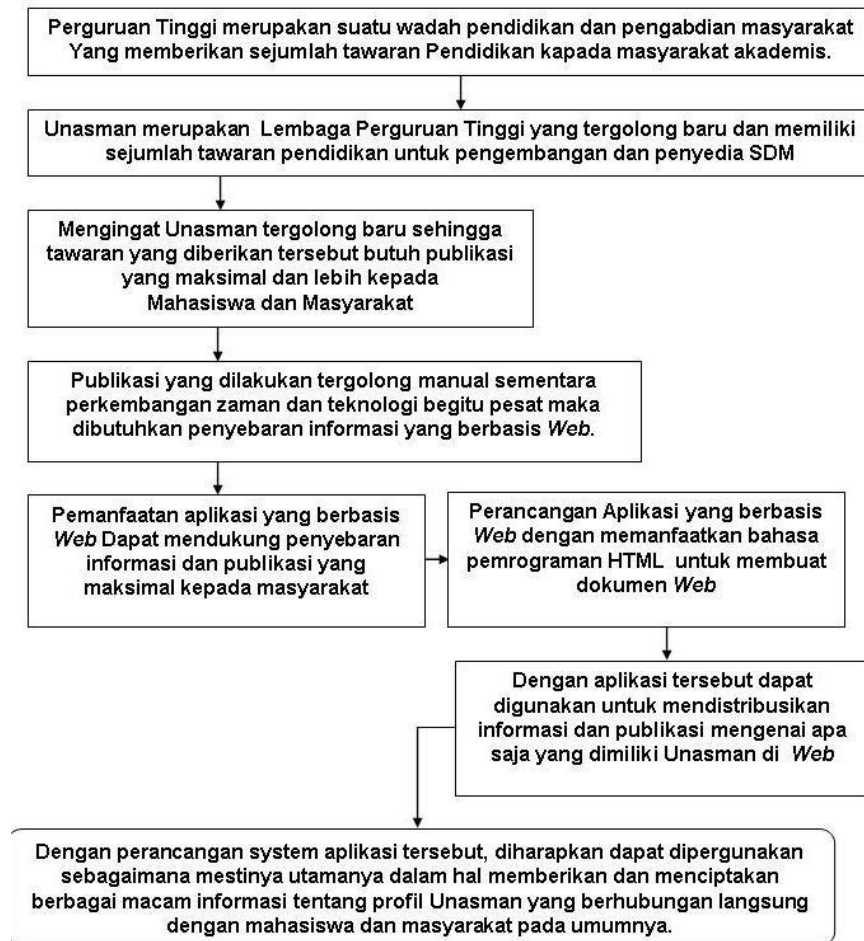 Perguruan Tinggi merupakan suatu wadah pendidikan dan pengabdian masyarakat
Yang memberikan sejumlah tawaran Pendidikan kapada masyarakat akademis.
Unasman merupakan Lembaga Perguruan Tinggi yang tergolong baru dan memiliki
sejumlah tawaran pendidikan untuk pengembangan dan penyedia SDM
Mengingat Unasman tergolong baru sehingga
tawaran yang diberikan tersebut butuh publikasi
yang maksimal dan lebih kepada
Mahasiswa dan Masyarakat
Publikasi yang dilakukan tergolong manual sementara
perkembangan zaman dan teknologi begitu pesat maka
dibutuhkan penyebaran informasi yang berbasis Web.
Pemanfaatan aplikasi yang berbasis
Web Dapat mendukung penyebaran
informasi dan publikasi yang
maksimal kepada masyarakat
Perancangan Aplikasi yang berbasis
Web dengan memanfaatkan bahasa
pemrograman HTML untuk membuat
dokumen Web
Dengan aplikasi tersebut dapat
digunakan untuk mendistribusikan
informasi dan publikasi mengenai apa
saja yang dimiliki Unasman di Web
Dengan perancangan system aplikasi tersebut, diharapkan dapat dipergunakan
sebagaimana mestinya utamanya dalam hal memberikan dan menciptakan
berbagai macam informasi tentang profil Unasman yang berhubungan langsung
dengan mahasiswa dan masyarakat pada umumnya.